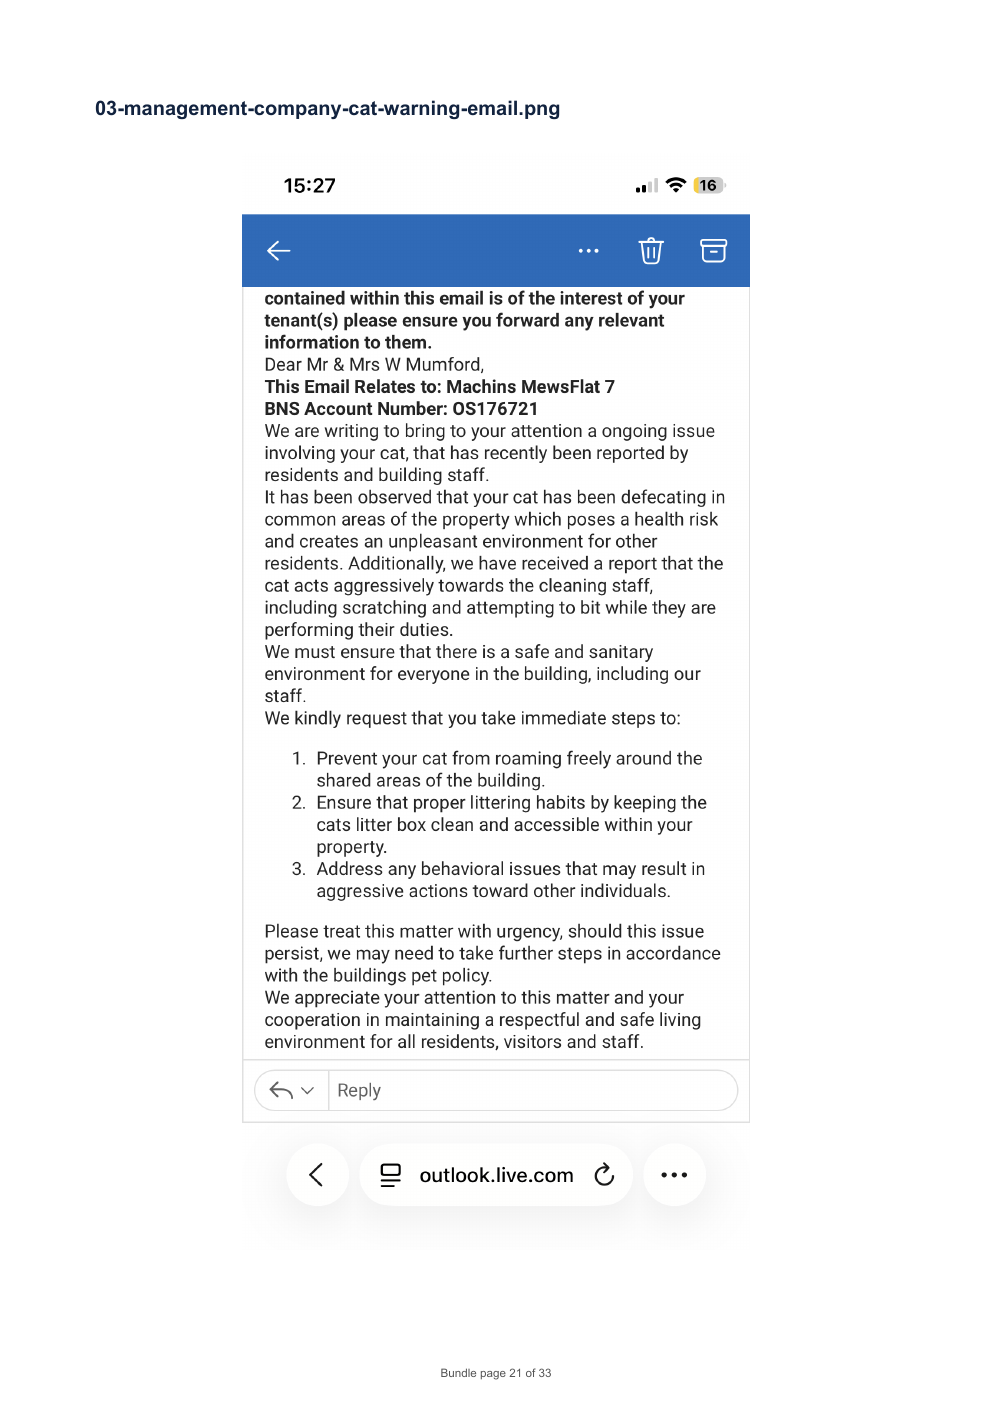 03-management-company-cat-warning-email.png
15:27
16
contained within this email is of the interest of your
tenant(s) please ensure you forward any relevant
information to them.
Dear Mr & Mrs W Mumford,
This Email Relates to: Machins MewsFlat 7
BNS Account Number: OS176721
We are writing to bring to your attention a ongoing issue
involving your cat, that has recently been reported by
residents and building staff.
It has been observed that your cat has been defecating in
common areas of the property which poses a health risk
and creates an unpleasant environment for other
residents. Additionally, we have received a report that the
cat acts aggressively towards the cleaning staff,
including scratching and attempting to bit while they are
performing their duties.
We must ensure that there is a safe and sanitary
environment for everyone in the building, including our
staff.
We kindly request that you take immediate steps to:
1. Prevent your cat from roaming freely around the
shared areas of the building.
2. Ensure that proper littering habits by keeping the
cats litter box clean and accessible within your
property.
3. Address any behavioral issues that may result in
aggressive actions toward other individuals.
Please treat this matter with urgency, should this issue
persist, we may need to take further steps in accordance
with the buildings pet policy.
We appreciate your attention to this matter and your
cooperation in maintaining a respectful and safe living
environment for all residents, visitors and staff.
Reply
outlook.live.com
Bundle page 21 of 33